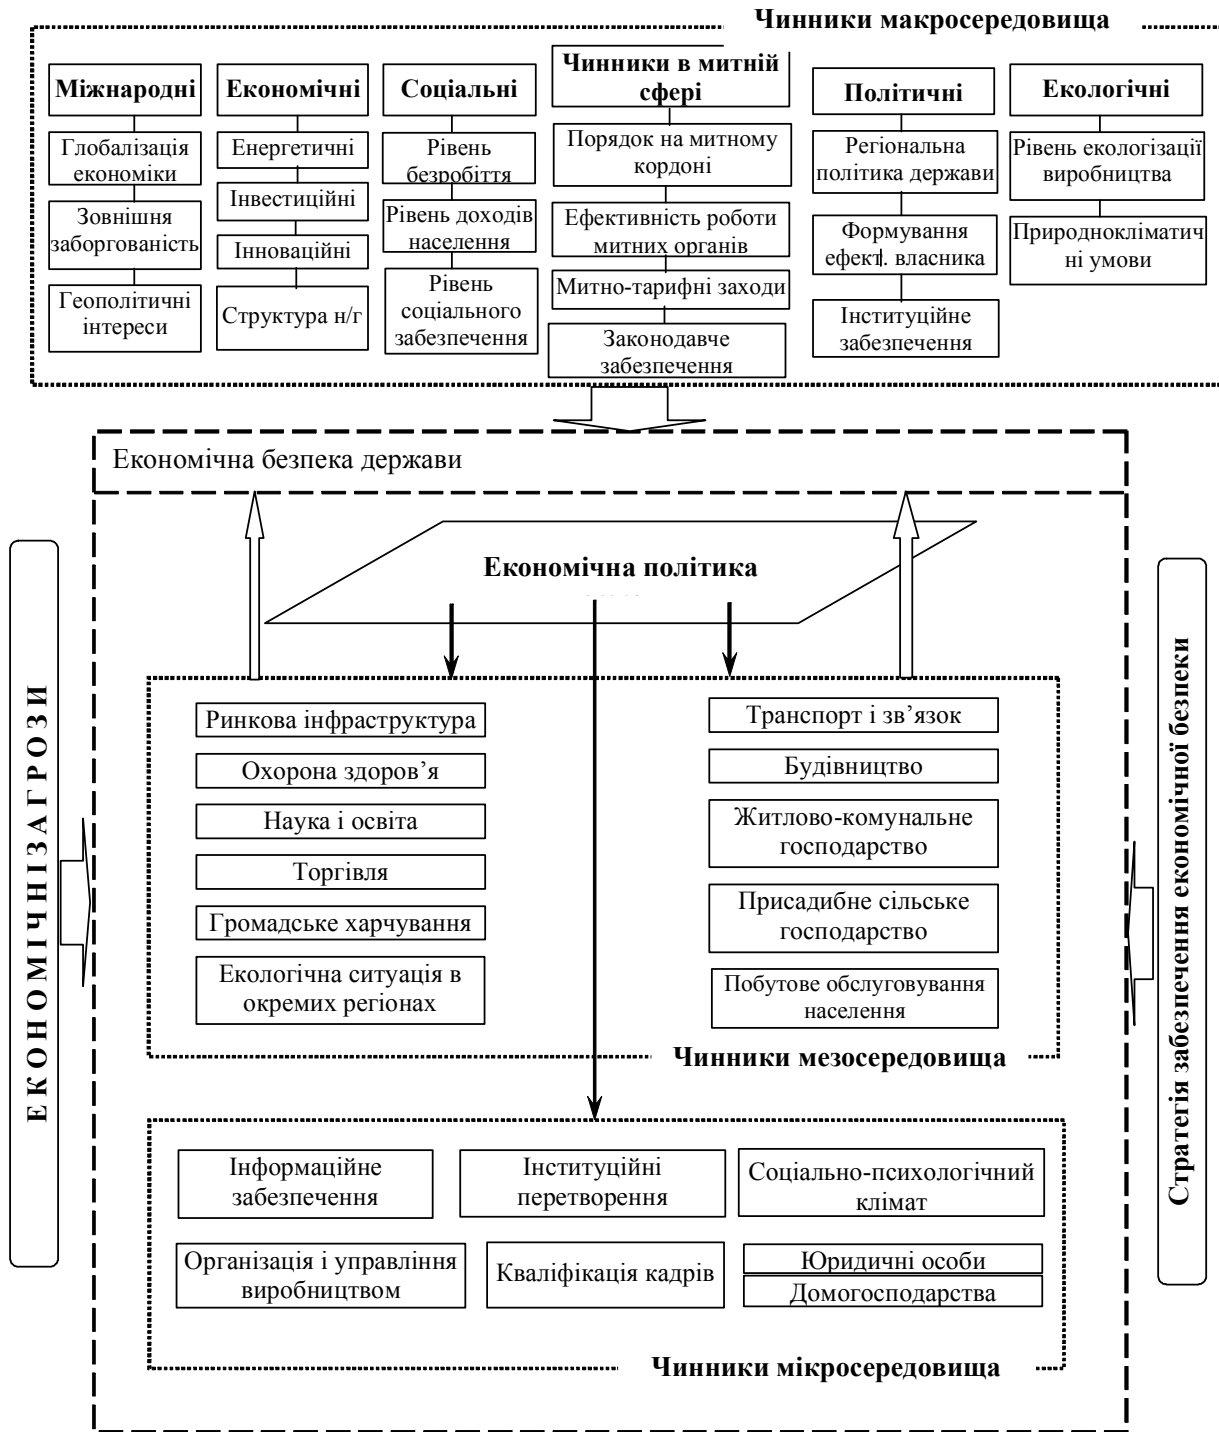 Чинники макросередовища
Міжнародні
Глобалізація
економіки
Зовнішня
заборгованість
Геополітичні
інтереси
Економічні
Енергетичні
Інвестиційні
Інноваційні
Структура н/г
Соціальні
Рівень
безробіття
Рівень доходів
населення
Рівень
соціального
забезпечення
Чинники в митній
сфері
Порядок на митному
кордоні
Ефективність роботи
митних органів
Митно-тарифні заходи
Законодавче
забезпечення
Політичні
Регіональна
політика держави
Формування
ефект. власника
Інституційне
забезпечення
Екологічні
Рівень екологізації
виробництва
Природнокліматич
ні умови
Економічна безпека держави
Економічна політика
Е К О Н О М І Ч Н І З А Г Р О З И
Ринкова інфраструктура
Охорона здоров’я
Наука і освіта
Торгівля
Громадське харчування
Екологічна ситуація в
окремих регіонах
Транспорт і зв’язок
Будівництво
Житлово-комунальне
господарство
Присадибне сільське
господарство
Побутове обслуговування
населення
Чинники мезосередовища
Стратегія забезпечення економічної безпеки
Інформаційне
забезпечення
Інституційні
перетворення
Соціально-психологічний
клімат
Організація і управління
виробництвом
Кваліфікація кадрів
Юридичні особи
Домогосподарства
Чинники мікросередовища